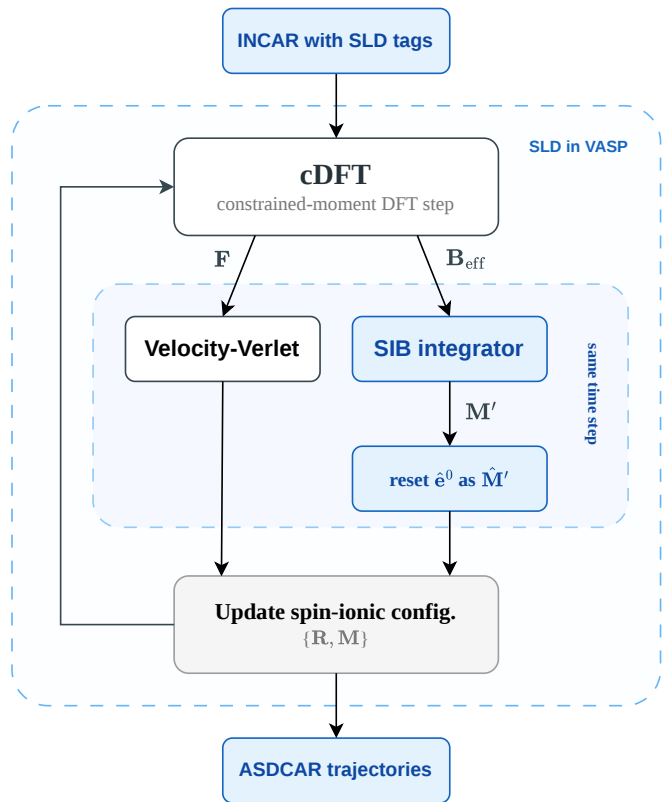 INCAR with SLD tags
SLD in VASP
cDFT
constrained-moment DFT step
F
B_eff
Velocity-Verlet
SIB integrator
same time step
M′
reset ê⁰ as M̂′
Update spin-ionic config.
{R, M}
ASDCAR trajectories